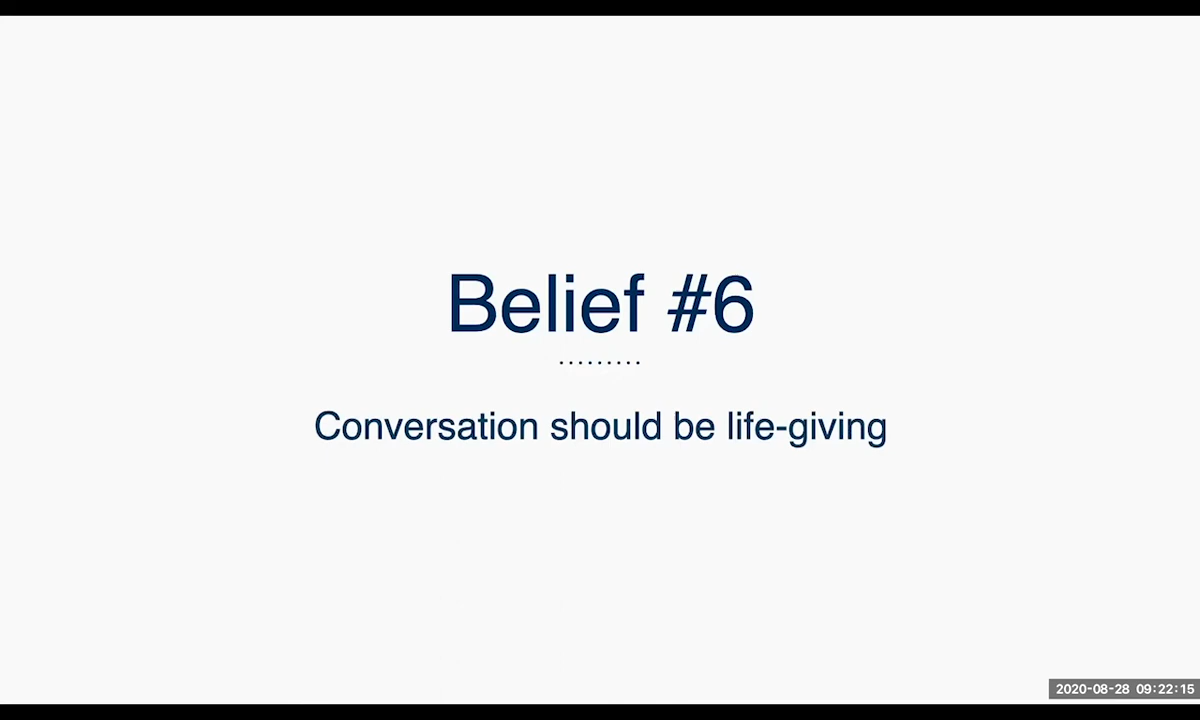 Belief #6
.........
Conversation should be life-giving
2020-08-28 09:22:15